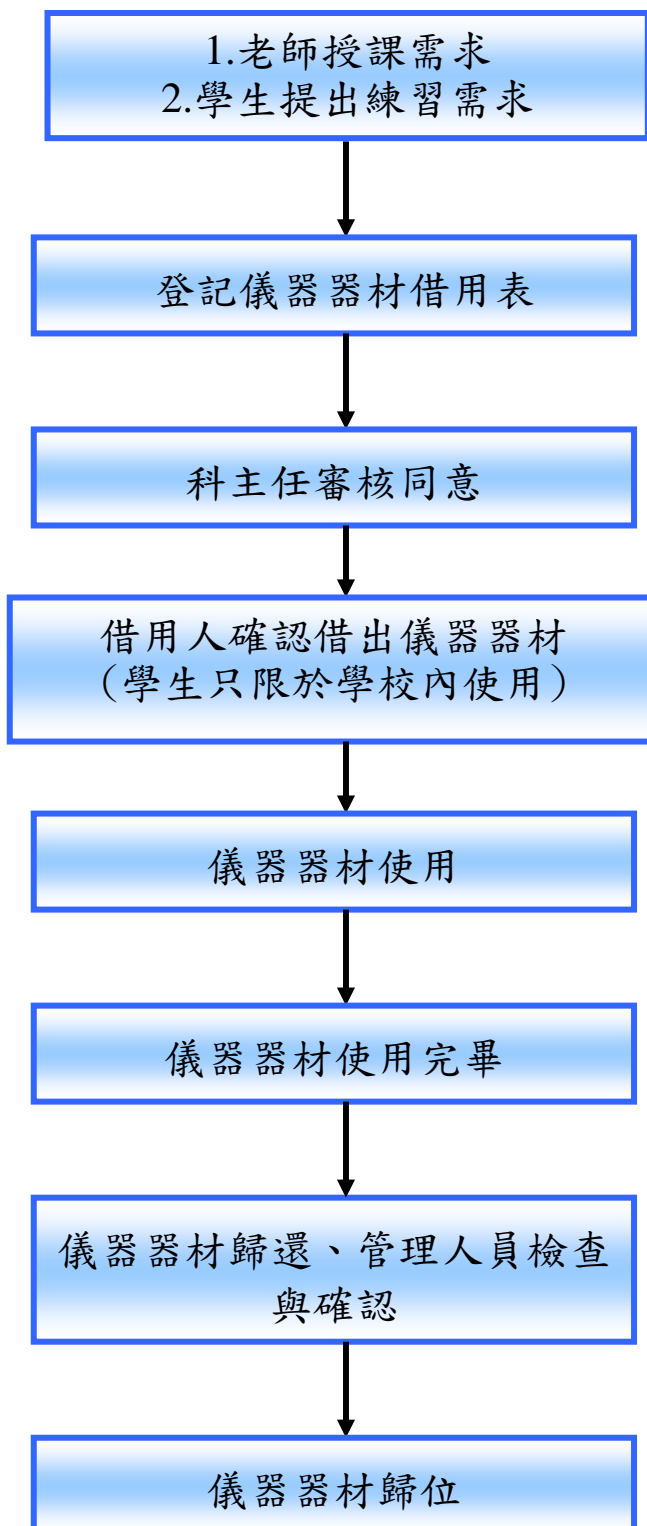 1.老師授課需求
2.學生提出練習需求
登記儀器器材借用表
科主任審核同意
借用人確認借出儀器器材
（學生只限於學校內使用）
儀器器材使用
儀器器材使用完畢
儀器器材歸還、管理人員檢查
與確認
儀器器材歸位